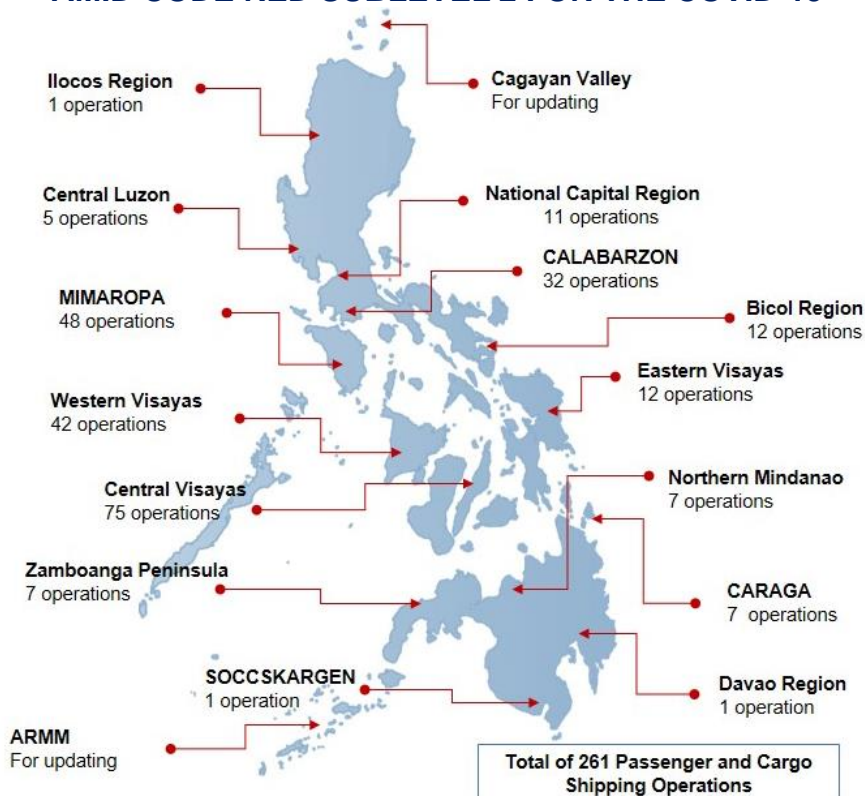 Ilocos Region
1 operation
Cagayan Valley
For updating
Central Luzon
5 operations
National Capital Region
11 operations
CALABARZON
32 operations
MIMAROPA
48 operations
Bicol Region
12 operations
Eastern Visayas
12 operations
Western Visayas
42 operations
Northern Mindanao
7 operations
Central Visayas
75 operations
Zamboanga Peninsula
7 operations
CARAGA
7 operations
SOCCSKARGEN
1 operation
Davao Region
1 operation
ARMM
For updating
Total of 261 Passenger and Cargo
Shipping Operations